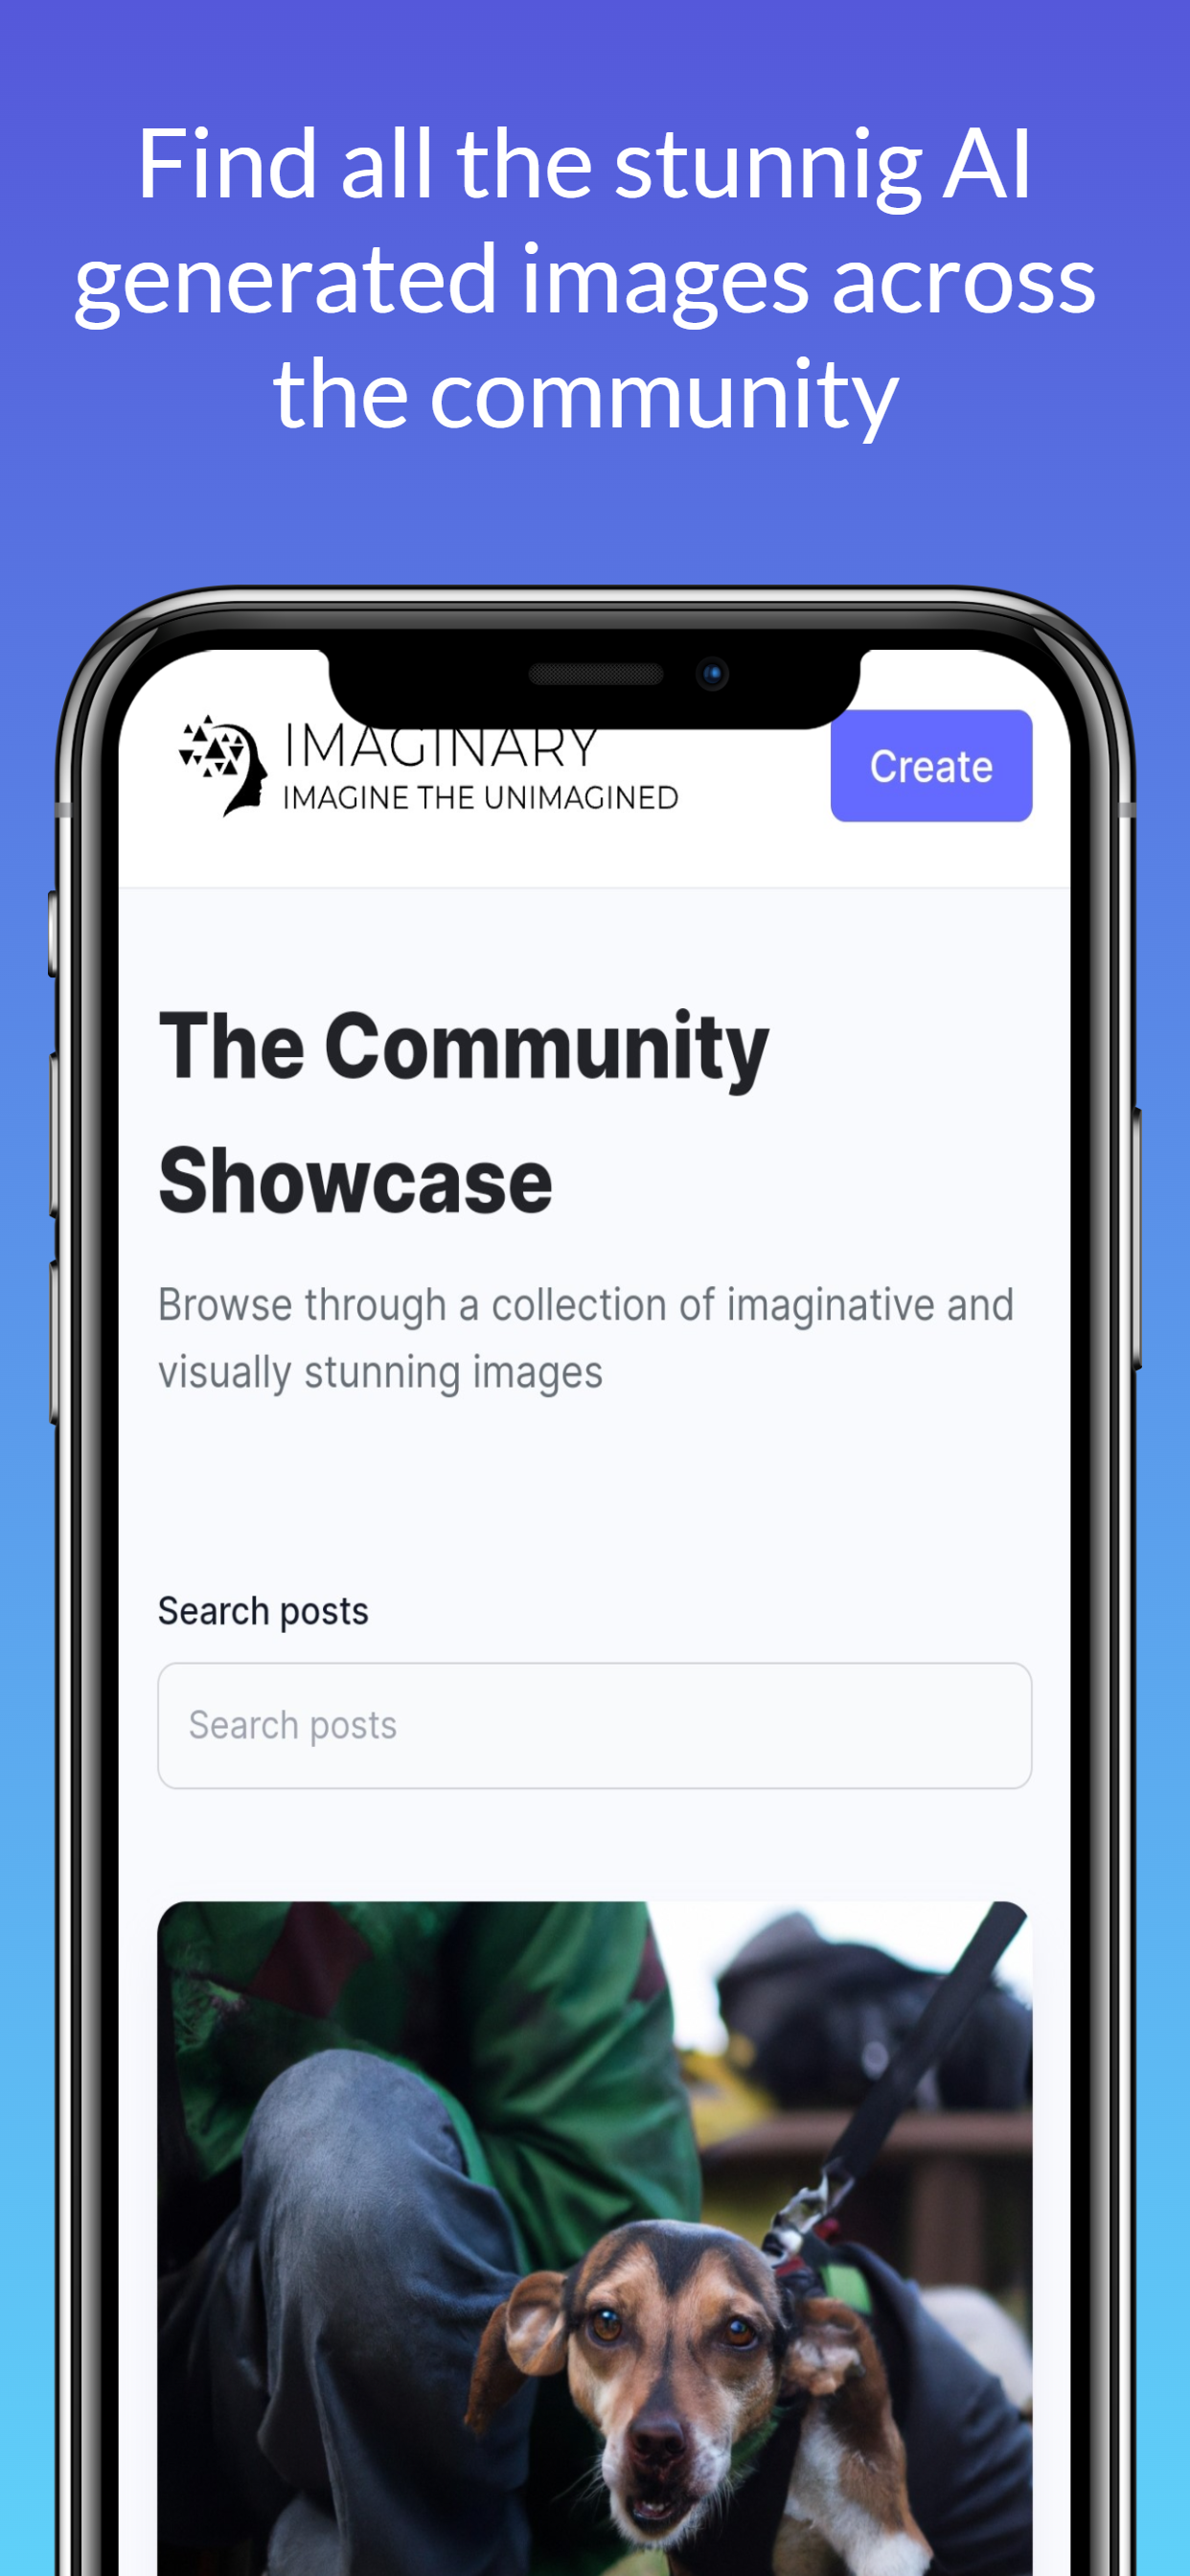 Find all the stunnig AI
generated images across
the community
IMAGINARY
IMAGINE THE UNIMAGINED
Create
The Community
Showcase
Browse through a collection of imaginative and
visually stunning images
Search posts
Search posts